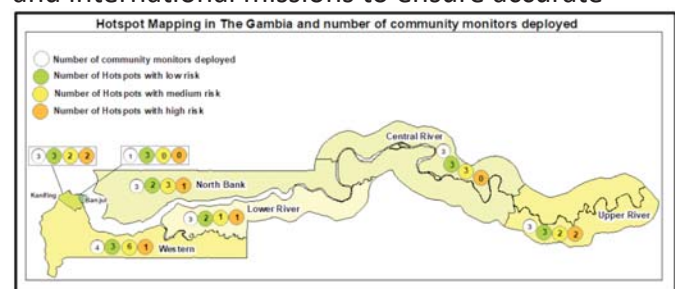 and international missions to ensure accurate
Hotspot Mapping in The Gambia and number of community monitors deployed
Number of community monitors deployed
Number of Hotspots with low risk
Number of Hotspots with medium risk
Number of Hotspots with high risk
3 3 2 2
1 3 0 0
Kanifing
Banjul
3 2 3 1 North Bank
Central River
3 3 3 0
Lower River
3 2 1 1
Upper River
3 3 2 2
4 3 6 1 Western